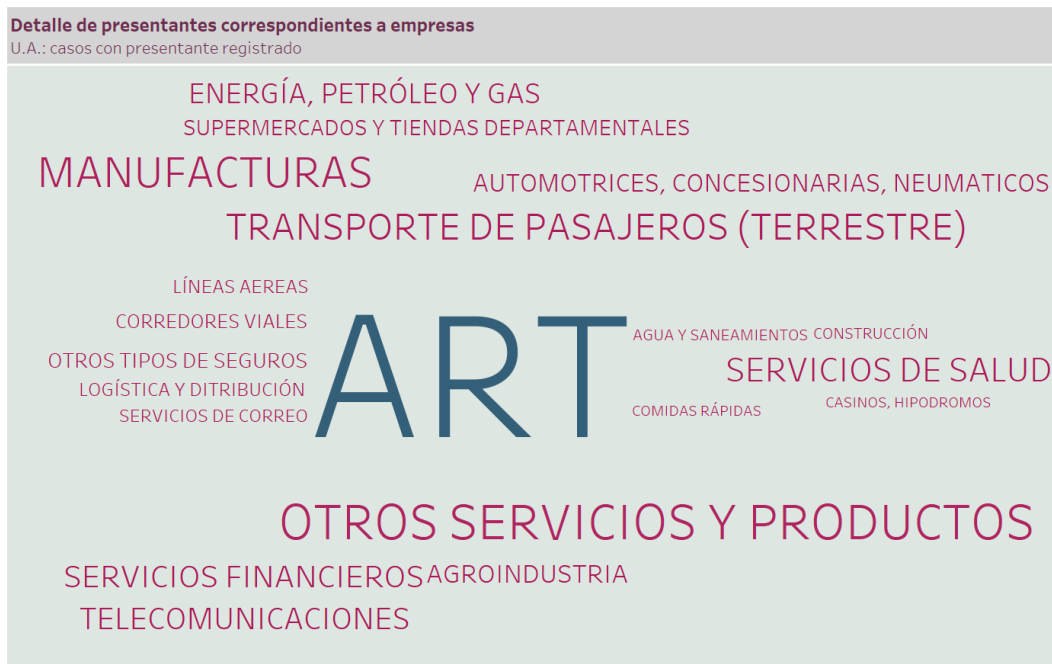 Detalle de presentantes correspondientes a empresas
U.A.: casos con presentante registrado
ENERGÍA, PETRÓLEO Y GAS
SUPERMERCADOS Y TIENDAS DEPARTAMENTALES
MANUFACTURAS
AUTOMOTRICES, CONCESIONARIAS, NEUMATICOS
TRANSPORTE DE PASAJEROS (TERRESTRE)
LÍNEAS AEREAS
CORREDORES VIALES
OTROS TIPOS DE SEGUROS
LOGÍSTICA Y DITRIBUCIÓN
SERVICIOS DE CORREO
ART
AGUA Y SANEAMIENTOS
CONSTRUCCIÓN
SERVICIOS DE SALUD
COMIDAS RÁPIDAS
CASINOS, HIPODROMOS
OTROS SERVICIOS Y PRODUCTOS
SERVICIOS FINANCIEROS
AGROINDUSTRIA
TELECOMUNICACIONES